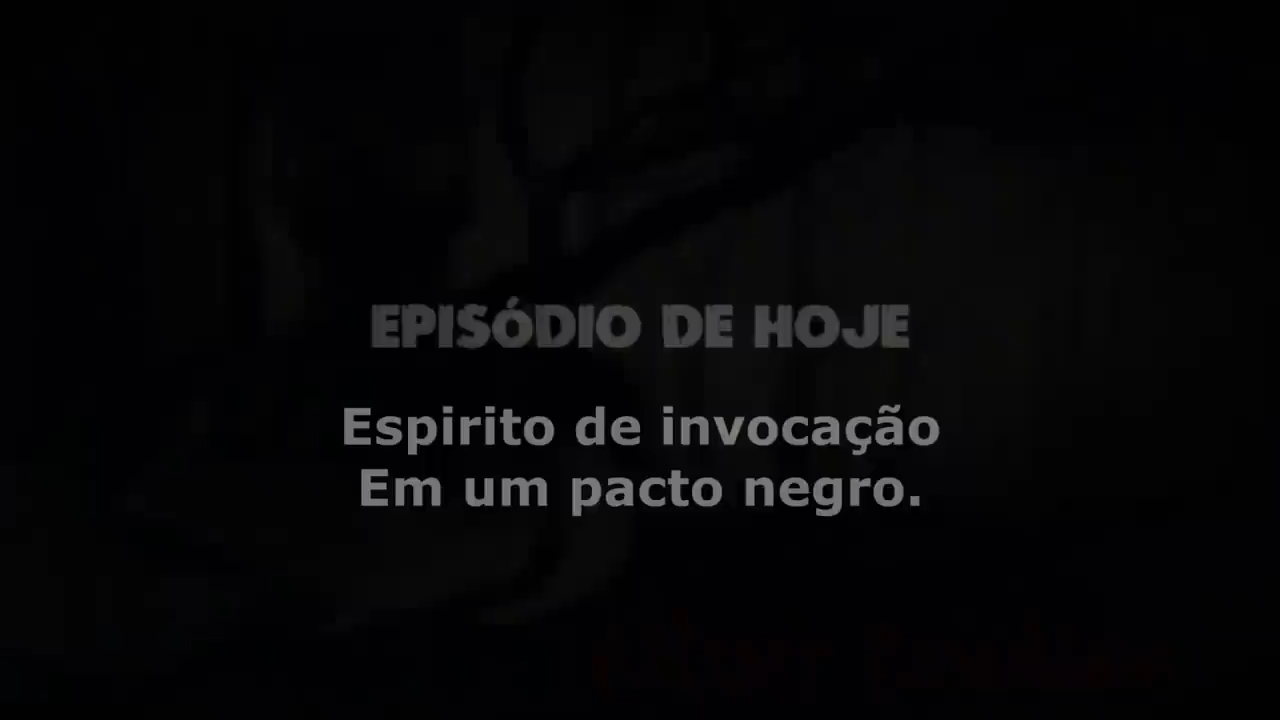 EPISÓDIO DE HOJE
Espirito de invocação
Em um pacto negro.